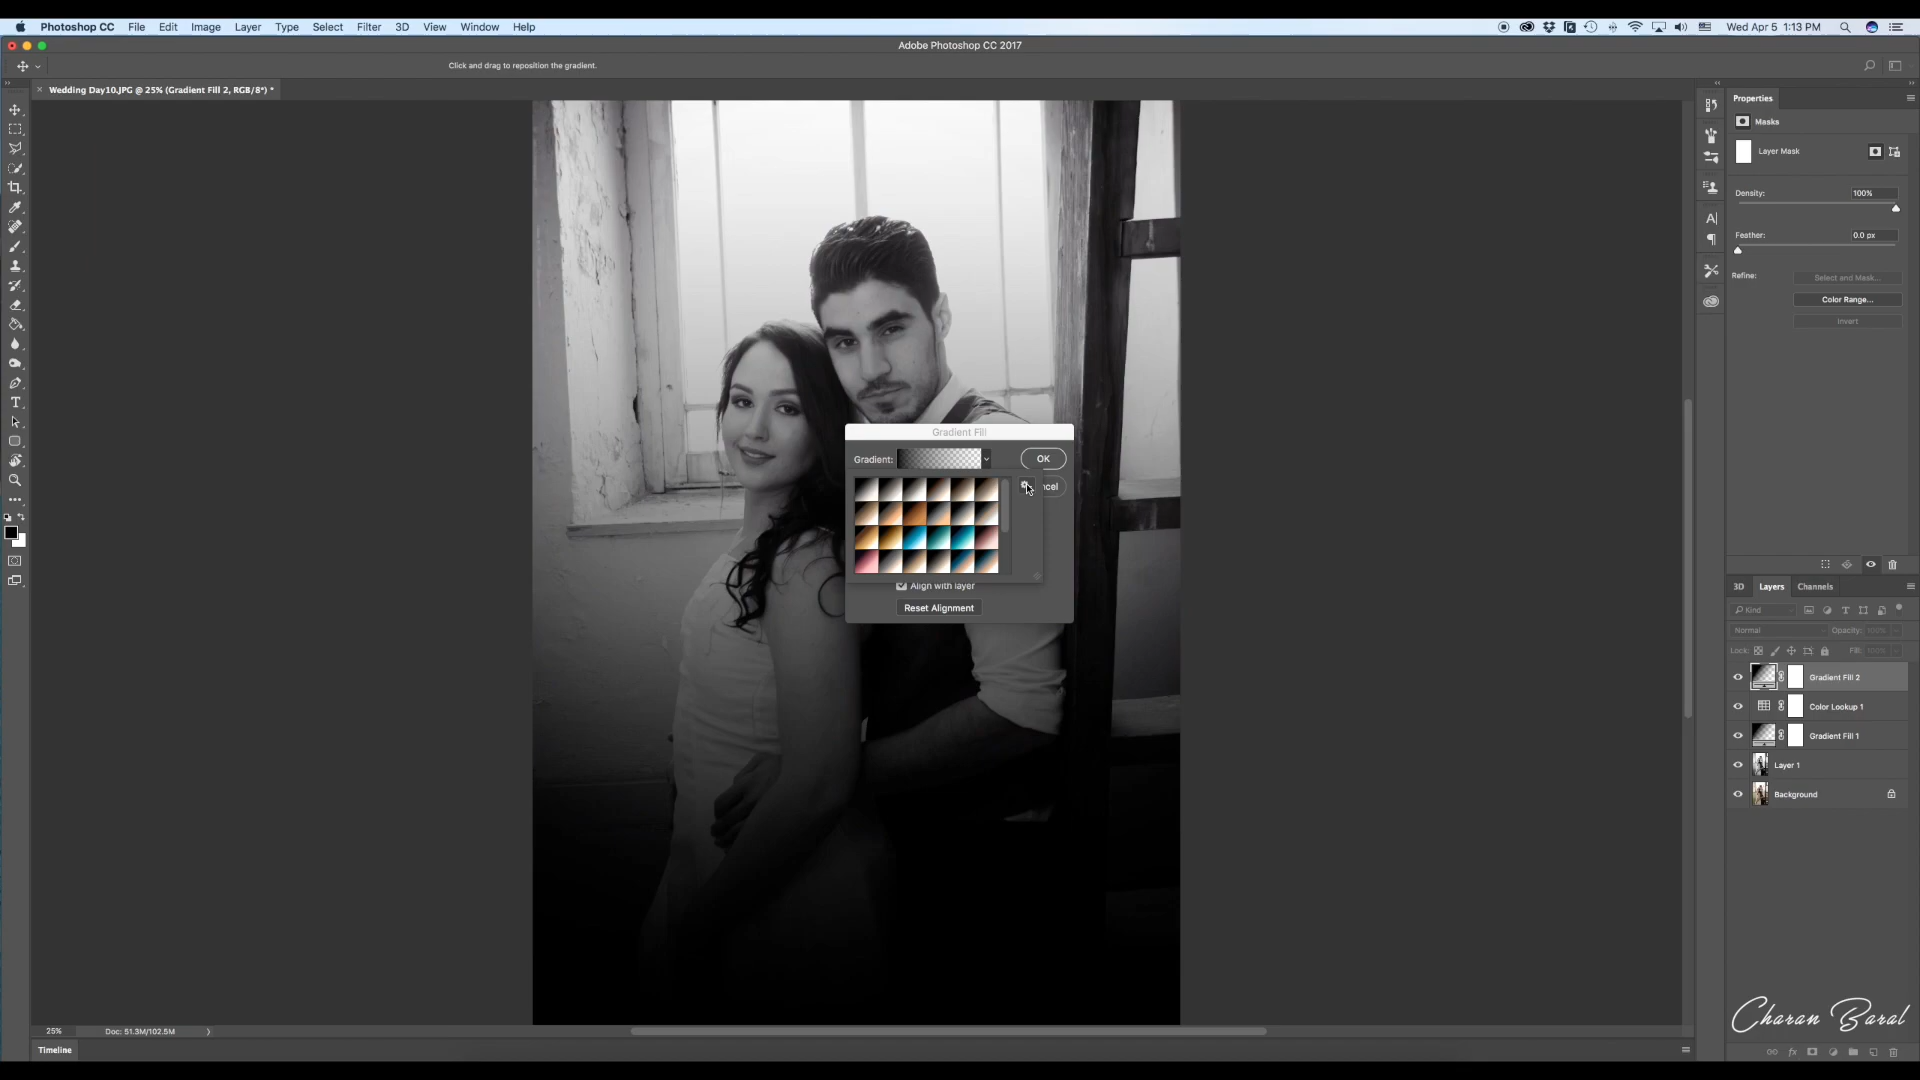 Photoshop CC File Edit Image Layer Type Select Filter 3D View Window Help Wed Apr 5 1:13 PM
Adobe Photoshop CC 2017
Click and drag to reposition the gradient.
Wedding Day10.JPG @ 25% (Gradient Fill 2, RGB/8*) *
Properties
Masks
Layer Mask
Density: 100%
Feather: 0.0 px
Refine: Select and Mask...
Color Range...
Invert
Gradient Fill
Gradient: OK
ncel
Align with layer
Reset Alignment
3D Layers Channels
Kind
Normal Opacity: 100%
Lock: Fill: 100%
Gradient Fill 2
Color Lookup 1
Gradient Fill 1
Layer 1
Background
Charan Baral
25% Doc: 51.3M/102.5M
Timeline